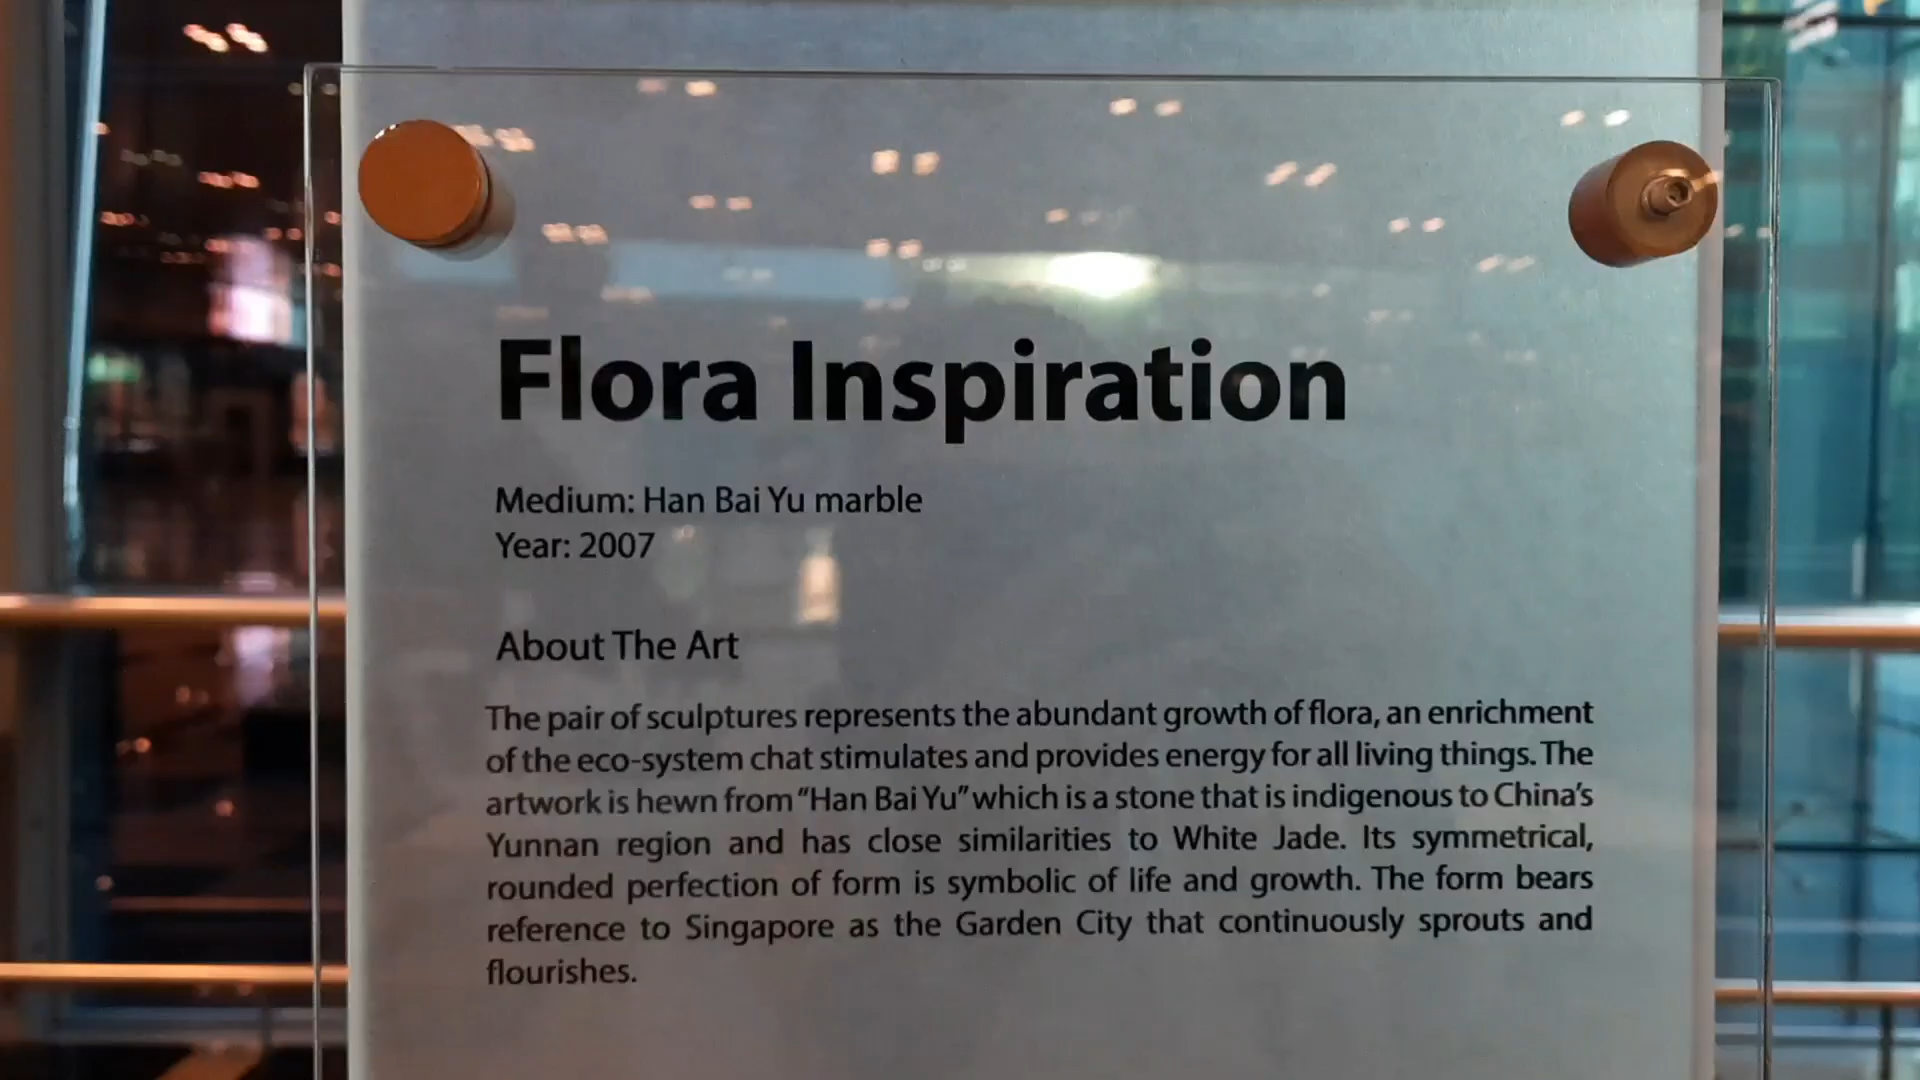 Flora Inspiration
Medium: Han Bai Yu marble
Year: 2007
About The Art
The pair of sculptures represents the abundant growth of flora, an enrichment
of the eco-system chat stimulates and provides energy for all living things. The
artwork is hewn from “Han Bai Yu” which is a stone that is indigenous to China’s
Yunnan region and has close similarities to White Jade. Its symmetrical,
rounded perfection of form is symbolic of life and growth. The form bears
reference to Singapore as the Garden City that continuously sprouts and
flourishes.